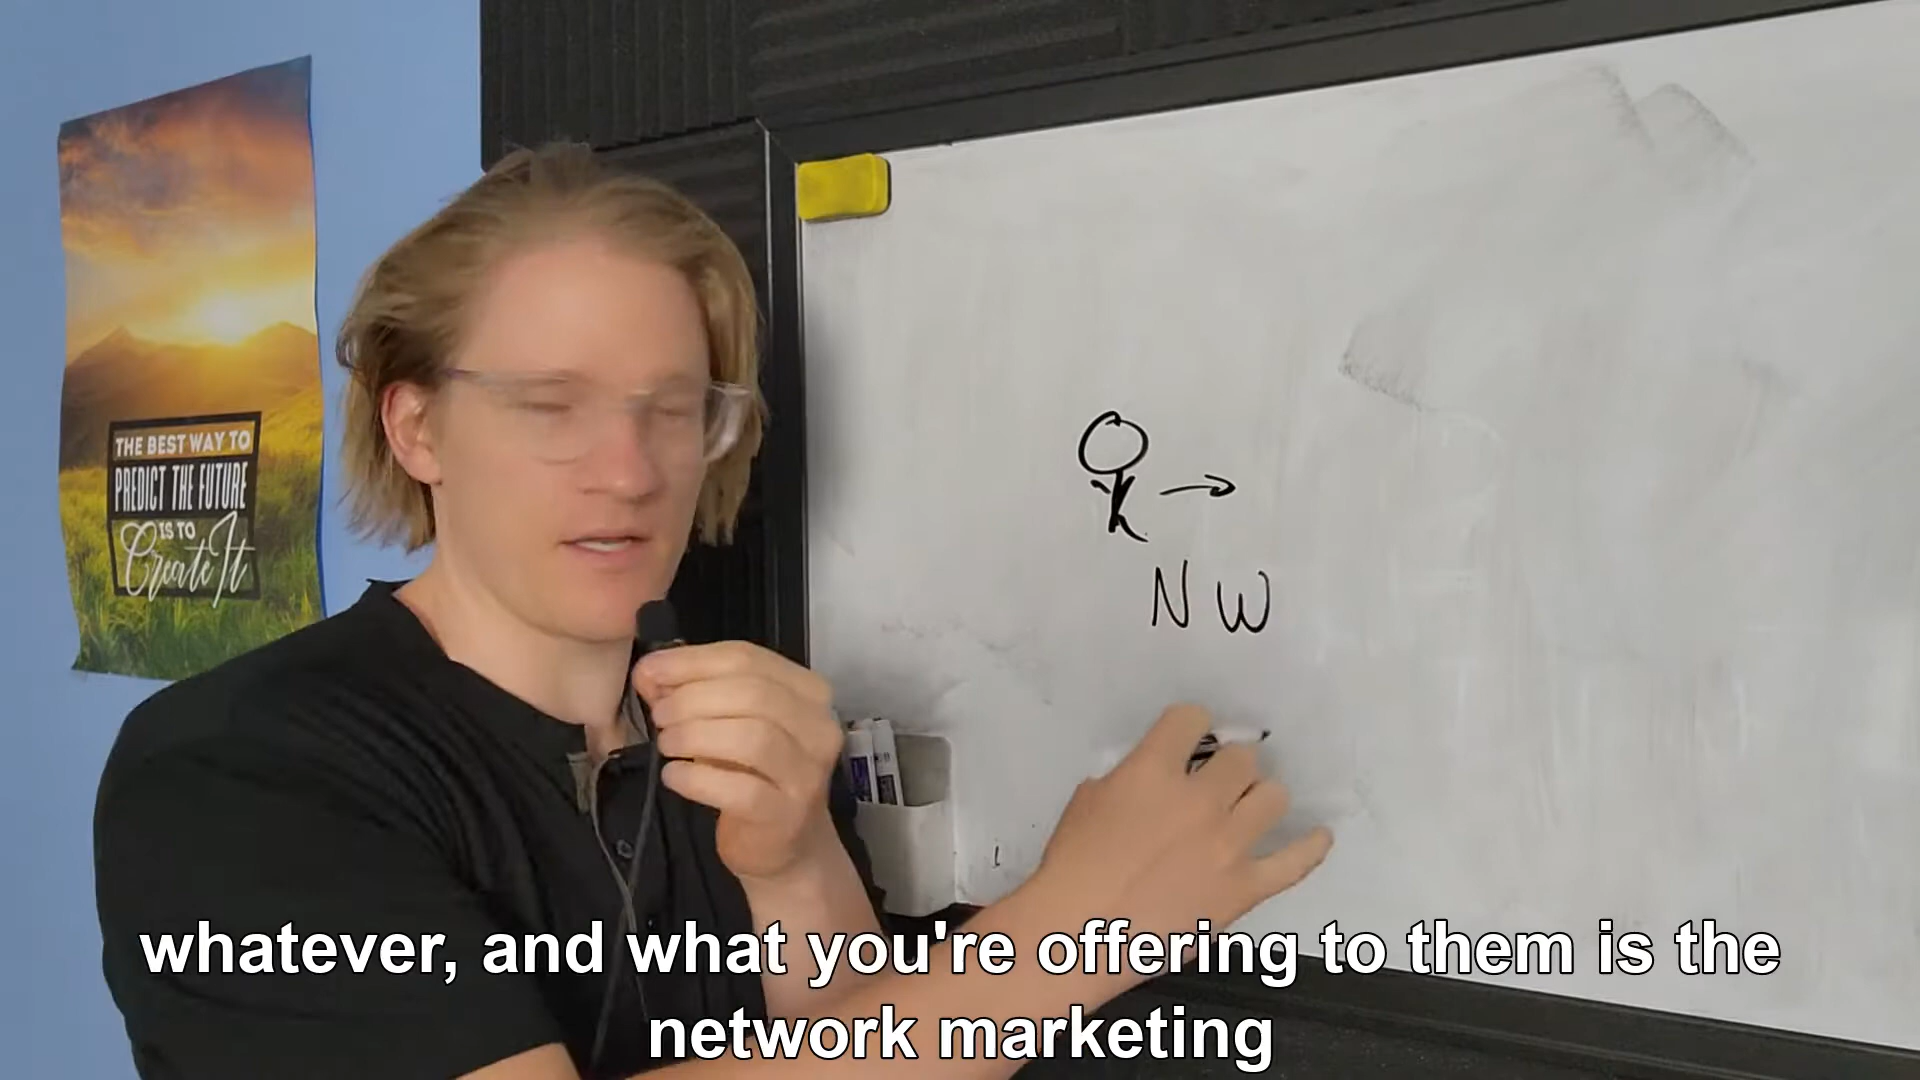 THE BEST WAY TO
PREDICT THE FUTURE
IS TO
Create It
N W
whatever, and what you're offering to them is the
network marketing